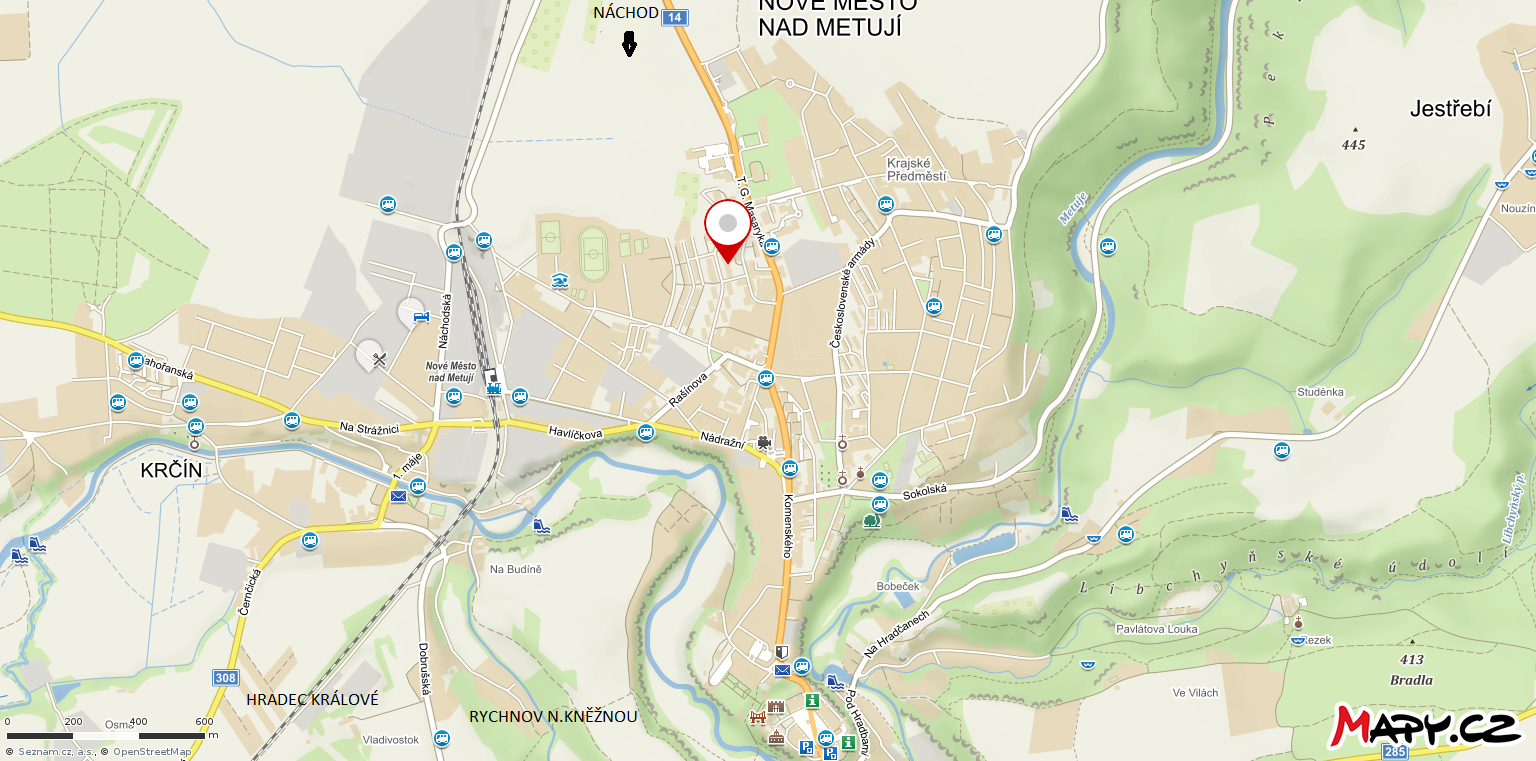 NÁCHOD
14
NOVÉ MĚSTO
NAD METUJÍ
Jestřebí
445
Krajské
Předměstí
T. G. Masaryka
Metuje
Nouzín
Československé armády
Náchodská
Nahořanská
Nové Město
nad Metují
Rašínova
Studénka
Na Strážnici
Havlíčkova
Nádražní
KRČÍN
1. máje
Sokolská
Komenského
Libchyňský p.
Libchyňské údolí
Na Budíně
Bobeček
Černčická
Na Hradčanech
Pavlátova Louka
Rezek
Dobrušská
413
Bradla
308
HRADEC KRÁLOVÉ
RYCHNOV N.KNĚŽNOU
Pod Hradbami
Ve Vilách
0 200 400 600
m
Osma
Vladivostok
© Seznam.cz, a.s., © OpenStreetMap
P
P
MAPY.CZ
285